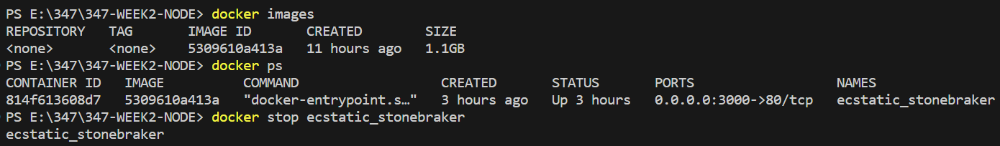 PS E:\347\347-WEEK2-NODE> docker images
REPOSITORY   TAG       IMAGE ID       CREATED        SIZE
<none>       <none>    5309610a413a   11 hours ago   1.1GB
PS E:\347\347-WEEK2-NODE> docker ps
CONTAINER ID   IMAGE          COMMAND                  CREATED       STATUS       PORTS                  NAMES
814f613608d7   5309610a413a   "docker-entrypoint.s…"   3 hours ago   Up 3 hours   0.0.0.0:3000->80/tcp   ecstatic_stonebraker
PS E:\347\347-WEEK2-NODE> docker stop ecstatic_stonebraker
ecstatic_stonebraker